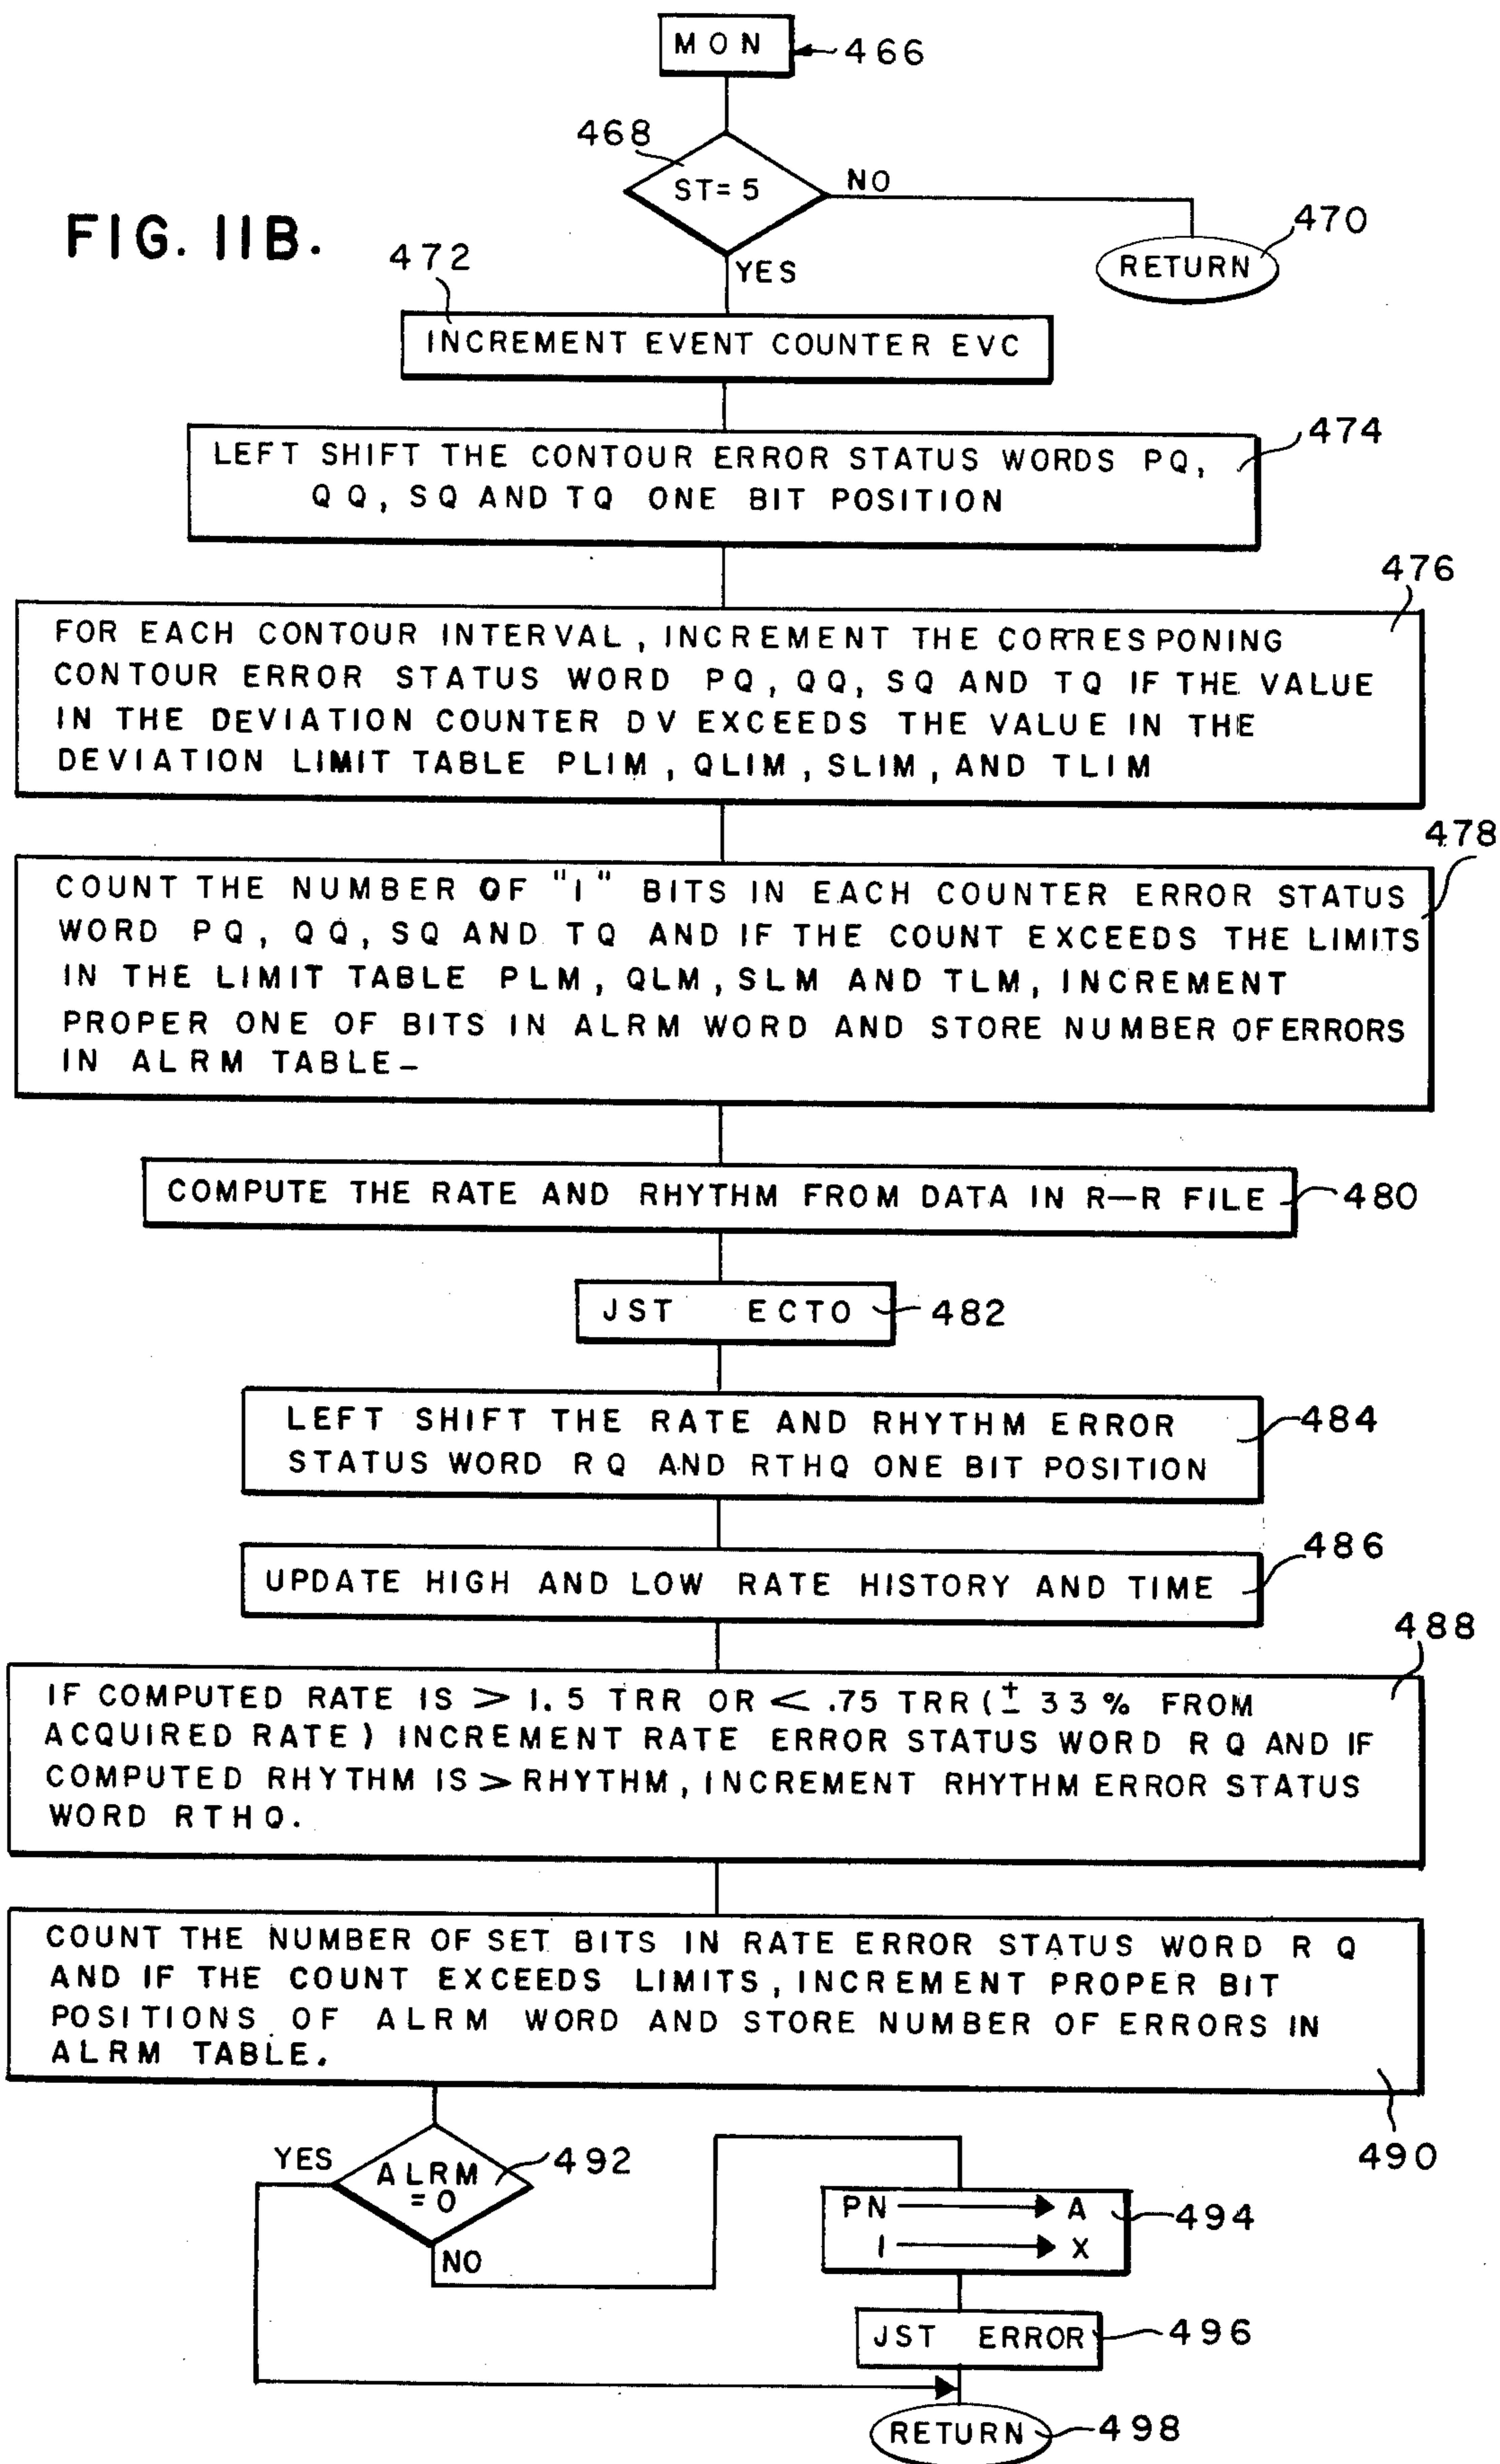 MON
466
468
ST=5
NO
470
RETURN
FIG. 11B.
472
YES
INCREMENT EVENT COUNTER EVC
474
LEFT SHIFT THE CONTOUR ERROR STATUS WORDS PQ,
QQ, SQ AND TQ ONE BIT POSITION
476
FOR EACH CONTOUR INTERVAL, INCREMENT THE CORRESPONING
CONTOUR ERROR STATUS WORD PQ, QQ, SQ AND TQ IF THE VALUE
IN THE DEVIATION COUNTER DV EXCEEDS THE VALUE IN THE
DEVIATION LIMIT TABLE PLIM, QLIM, SLIM, AND TLIM
478
COUNT THE NUMBER OF "1" BITS IN EACH COUNTER ERROR STATUS
WORD PQ, QQ, SQ AND TQ AND IF THE COUNT EXCEEDS THE LIMITS
IN THE LIMIT TABLE PLM, QLM, SLM AND TLM, INCREMENT
PROPER ONE OF BITS IN ALRM WORD AND STORE NUMBER OF ERRORS
IN ALRM TABLE-
COMPUTE THE RATE AND RHYTHM FROM DATA IN R-R FILE
480
JST ECTO
482
LEFT SHIFT THE RATE AND RHYTHM ERROR
STATUS WORD RQ AND RTHQ ONE BIT POSITION
484
UPDATE HIGH AND LOW RATE HISTORY AND TIME
486
488
IF COMPUTED RATE IS > 1.5 TRR OR < .75 TRR (± 33% FROM
ACQUIRED RATE) INCREMENT RATE ERROR STATUS WORD RQ AND IF
COMPUTED RHYTHM IS > RHYTHM, INCREMENT RHYTHM ERROR STATUS
WORD RTHQ.
COUNT THE NUMBER OF SET BITS IN RATE ERROR STATUS WORD RQ
AND IF THE COUNT EXCEEDS LIMITS, INCREMENT PROPER BIT
POSITIONS OF ALRM WORD AND STORE NUMBER OF ERRORS IN
ALRM TABLE.
490
YES
ALRM
=0
492
NO
PN A
1 X
494
JST ERROR
496
RETURN
498